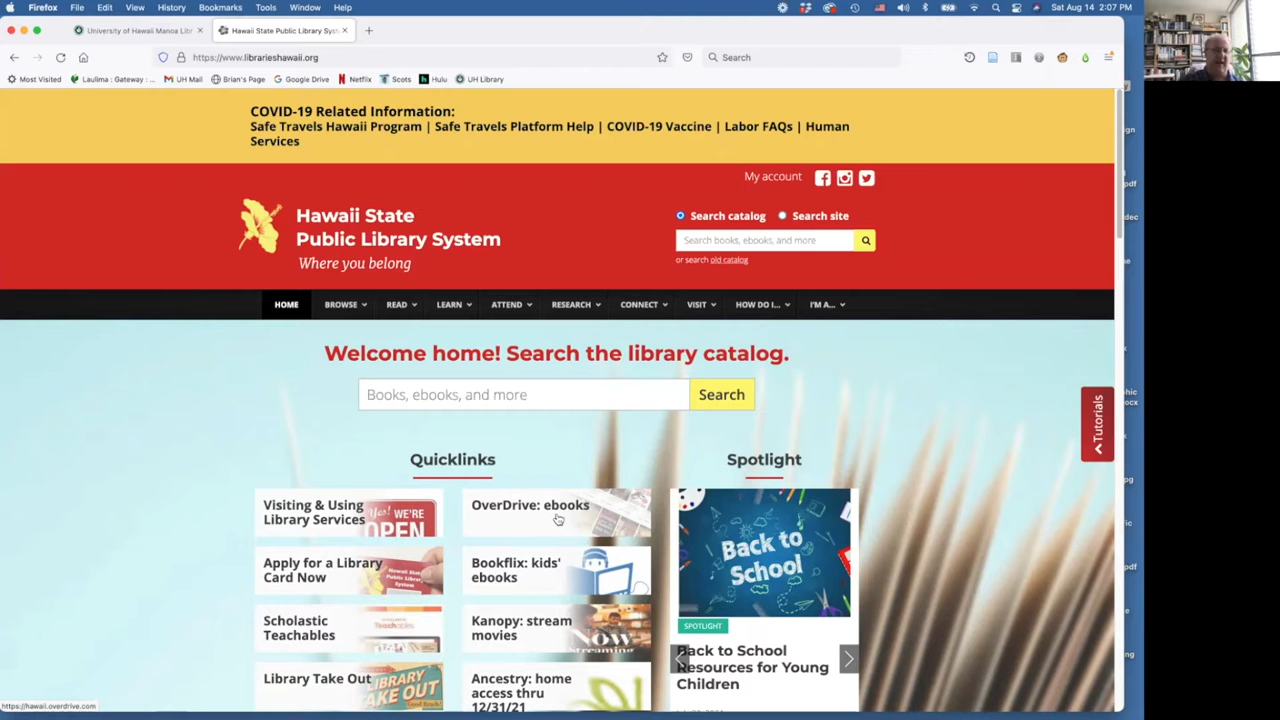 Firefox File Edit View History Bookmarks Tools Window Help Sat Aug 14 2:07 PM
University of Hawaii Manoa Libr Hawaii State Public Library Syst
https://www.librarieshawaii.org Search
Most Visited Laulima : Gateway : ... UH Mail Brian's Page Google Drive Netflix Scots Hulu UH Library
COVID-19 Related Information:
Safe Travels Hawaii Program | Safe Travels Platform Help | COVID-19 Vaccine | Labor FAQs | Human
Services
My account
Hawaii State
Public Library System
Where you belong
Search catalog Search site
Search books, ebooks, and more
or search old catalog
HOME BROWSE READ LEARN ATTEND RESEARCH CONNECT VISIT HOW DO I... I'M A...
Welcome home! Search the library catalog.
Books, ebooks, and more Search
Tutorials
Quicklinks
Spotlight
Visiting & Using
Library Services
Yes! WE'RE
OPEN
OverDrive: ebooks
Apply for a Library
Card Now
Bookflix: kids'
ebooks
Scholastic
Teachables
Kanopy: stream
movies
Now
Streaming
Library Take Out
LIBRARY
TAKE OUT
Ancestry: home
access thru
12/31/21
Back to
School
SPOTLIGHT
Back to School
Resources for Young
Children
https://hawaii.overdrive.com